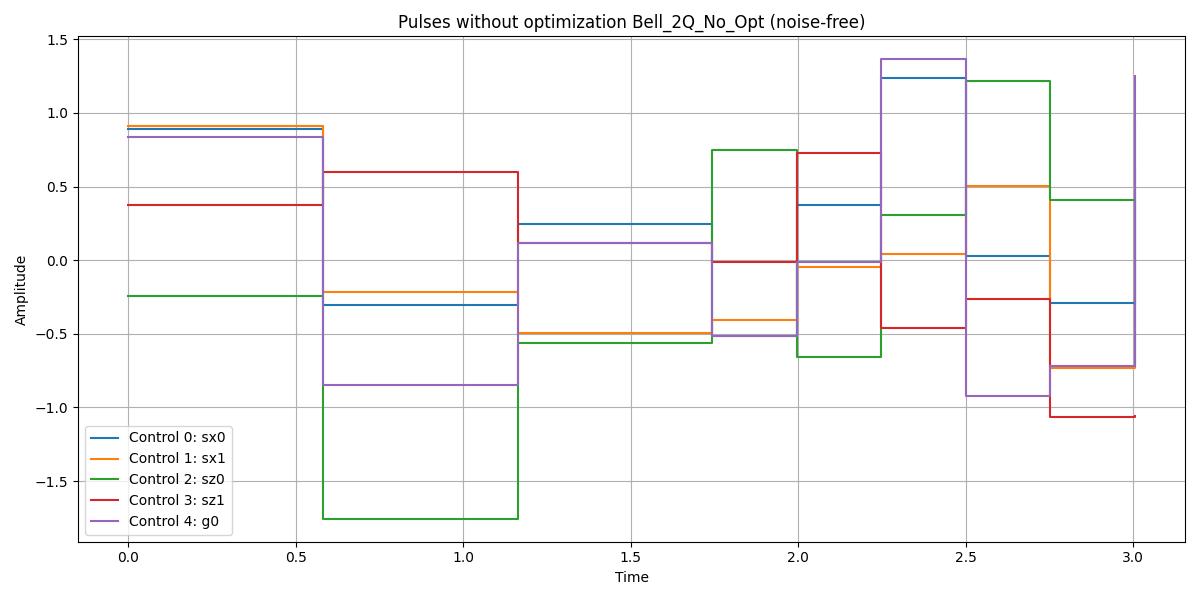 Pulses without optimization Bell_2Q_No_Opt (noise-free)
1.5
1.0
0.5
0.0
−0.5
−1.0
−1.5
Amplitude
Control 0: sx0
Control 1: sx1
Control 2: sz0
Control 3: sz1
Control 4: g0
0.0 0.5 1.0 1.5 2.0 2.5 3.0
Time